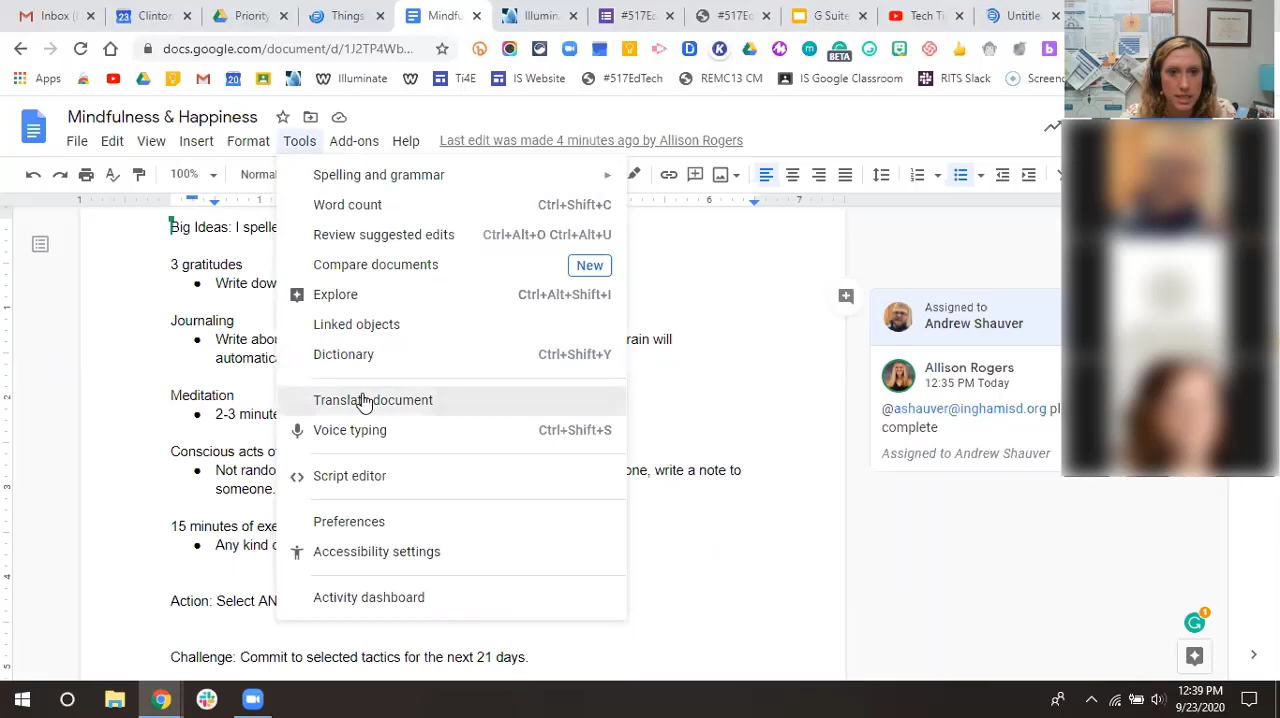 Inbox (
Clinton
Priority
Things
Mindfu
Illumin
#517Ed
#517Ec
G Suite
Tech Ti
Untitle
docs.google.com/document/d/1J2TP4Wb...
BETA
Apps
20
Illuminate
Ti4E
IS Website
#517EdTech
REMC13 CM
IS Google Classroom
RITS Slack
Screenc
Mindfulness & Happiness
File Edit View Insert Format Tools Add-ons Help Last edit was made 4 minutes ago by Allison Rogers
100% Norma
Spelling and grammar
Word count Ctrl+Shift+C
Review suggested edits Ctrl+Alt+O Ctrl+Alt+U
Compare documents New
Explore Ctrl+Alt+Shift+I
Linked objects
Dictionary Ctrl+Shift+Y
Translate document
Voice typing Ctrl+Shift+S
Script editor
Preferences
Accessibility settings
Activity dashboard
Big Ideas: I spelle
3 gratitudes
Write dow
Journaling
Write abo rain will
automatica
Meditation
2-3 minute
Conscious acts o
Not rando one, write a note to
someone.
15 minutes of exe
Any kind o
Action: Select AN
Challenge: Commit to selected tactics for the next 21 days.
Assigned to
Andrew Shauver
Allison Rogers
12:35 PM Today
@ashauver@inghamisd.org pl
complete
Assigned to Andrew Shauver
12:39 PM
9/23/2020